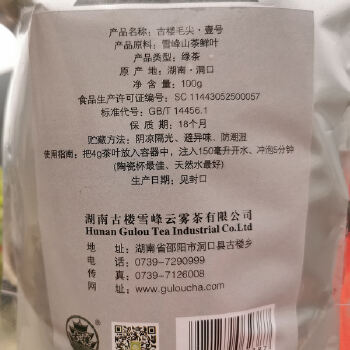 产品名称：古楼毛尖·壹号
产品原料：雪峰山茶鲜叶
产品类型：绿茶
原 产 地：湖南·洞口
净 含 量：100g
食品生产许可证编号：SC 11443052500057
标准代号：GB/T 14456.1
保 质 期：18个月
贮藏方法：阴凉隔光、避异味、防潮湿
使用指南：把4g茶叶放入容器中，注入150毫升开水、冲泡5分钟
(陶瓷杯最佳、天然水最好)
生产日期：见封口
湖南古楼雪峰云雾茶有限公司
Hunan Gulou Tea Industrial Co.Ltd
地 址：湖南省邵阳市洞口县古楼乡
电 话：0739-7290999
传 真：0739-7126008
网 址：www.guloucha.com